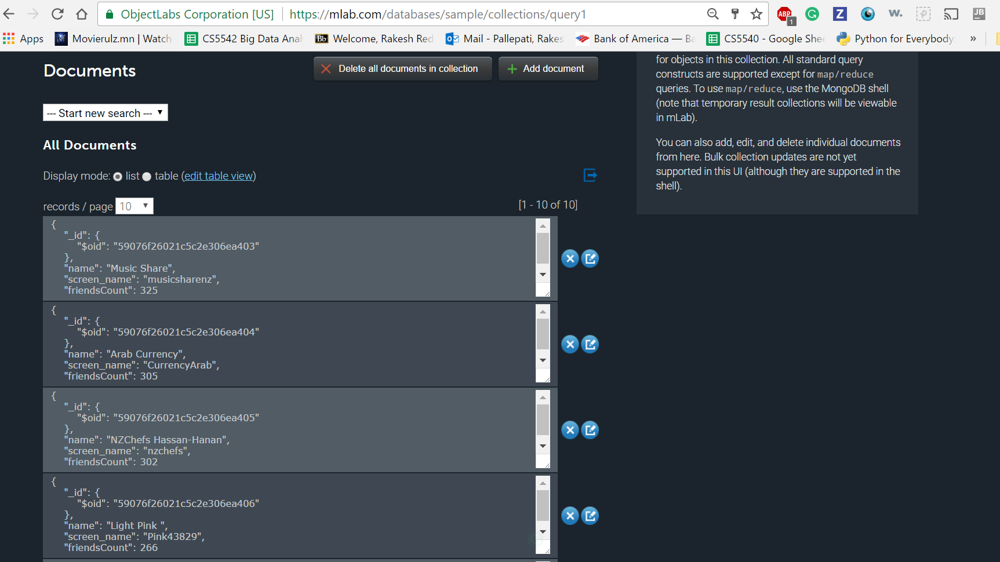 ObjectLabs Corporation [US] https://mlab.com/databases/sample/collections/query1
ABP 1 G Z w. JB
Apps Movierulz.mn | Watch CS5542 Big Data Anal Bb Welcome, Rakesh Red Mail - Pallepati, Rakes Bank of America — Ba CS5540 - Google Shee Python for Everybody »
Documents
Delete all documents in collection
Add document
--- Start new search ---
All Documents
Display mode: list table (edit table view)
records / page 10
[1 - 10 of 10]
{
"_id": {
"$oid": "59076f26021c5c2e306ea403"
},
"name": "Music Share",
"screen_name": "musicsharenz",
"friendsCount": 325
{
"_id": {
"$oid": "59076f26021c5c2e306ea404"
},
"name": "Arab Currency",
"screen_name": "CurrencyArab",
"friendsCount": 305
{
"_id": {
"$oid": "59076f26021c5c2e306ea405"
},
"name": "NZChefs Hassan-Hanan",
"screen_name": "nzchefs",
"friendsCount": 302
{
"_id": {
"$oid": "59076f26021c5c2e306ea406"
},
"name": "Light Pink ",
"screen_name": "Pink43829",
"friendsCount": 266
for objects in this collection. All standard query
constructs are supported except for map/reduce
queries. To use map/reduce, use the MongoDB shell
(note that temporary result collections will be viewable
in mLab).
You can also add, edit, and delete individual documents
from here. Bulk collection updates are not yet
supported in this UI (although they are supported in the
shell).